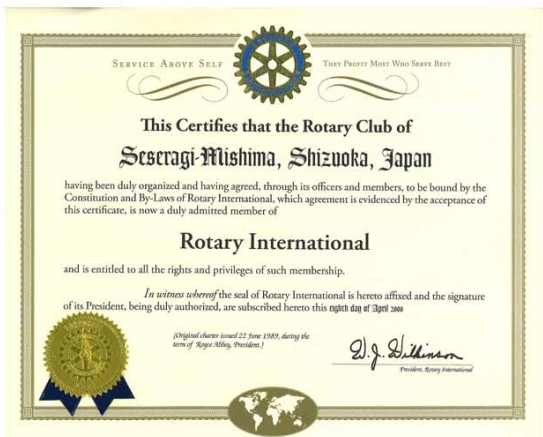 SERVICE ABOVE SELF
THEY PROFIT MOST WHO SERVE BEST
This Certifies that the Rotary Club of
Seseragi-Mishima, Shizuoka, Japan
having been duly organized and having agreed, through its officers and members, to be bound by the
Constitution and By-Laws of Rotary International, which agreement is evidenced by the acceptance of
this certificate, is now a duly admitted member of
Rotary International
and is entitled to all the rights and privileges of such membership.
In witness whereof the seal of Rotary International is hereto affixed and the signature
of its President, being duly authorized, are subscribed hereto this eighth day of April 2008
(Original charter issued 22 June 1989, during the
term of Royce Abbey, President.)
W.J. Wilkinson
President, Rotary International